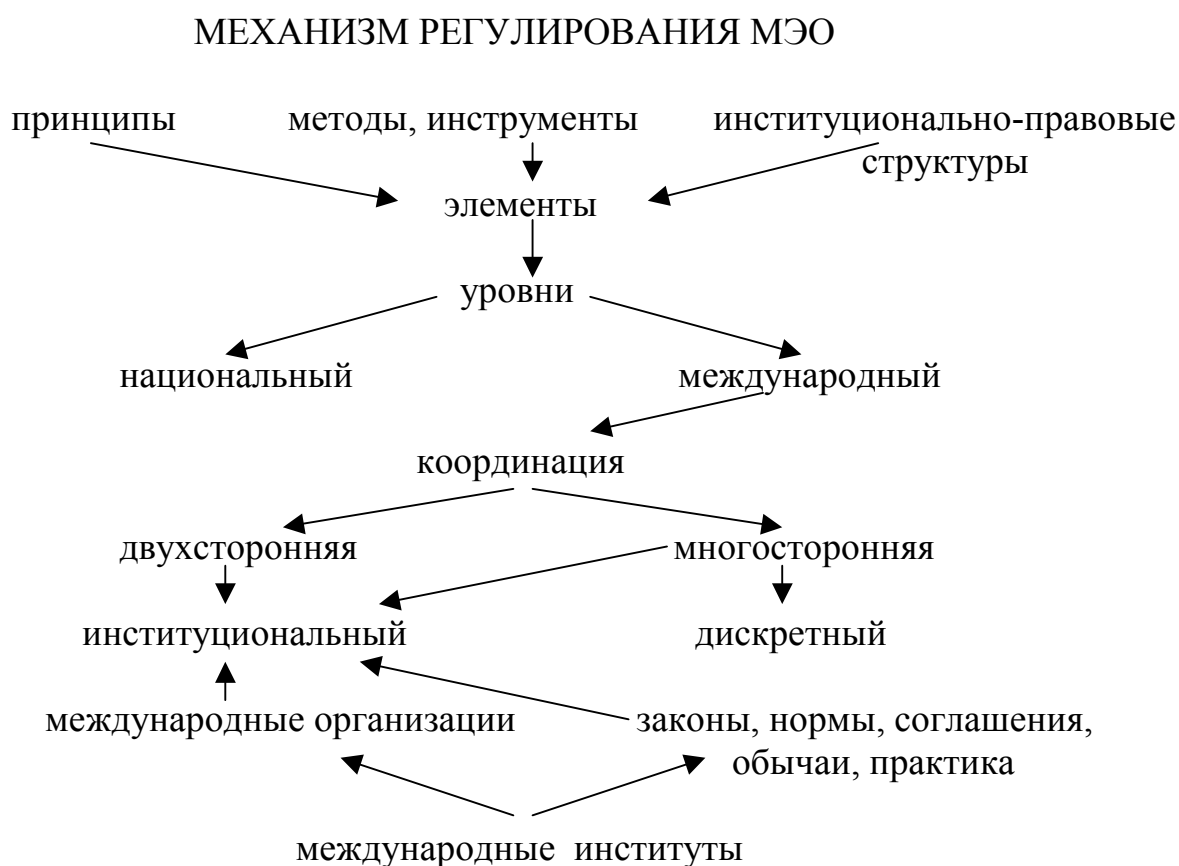 МЕХАНИЗМ РЕГУЛИРОВАНИЯ МЭО
принципы методы, инструменты институционально-правовые
структуры
элементы
уровни
национальный международный
координация
двухсторонняя многосторонняя
институциональный дискретный
международные организации законы, нормы, соглашения,
обычаи, практика
международные институты